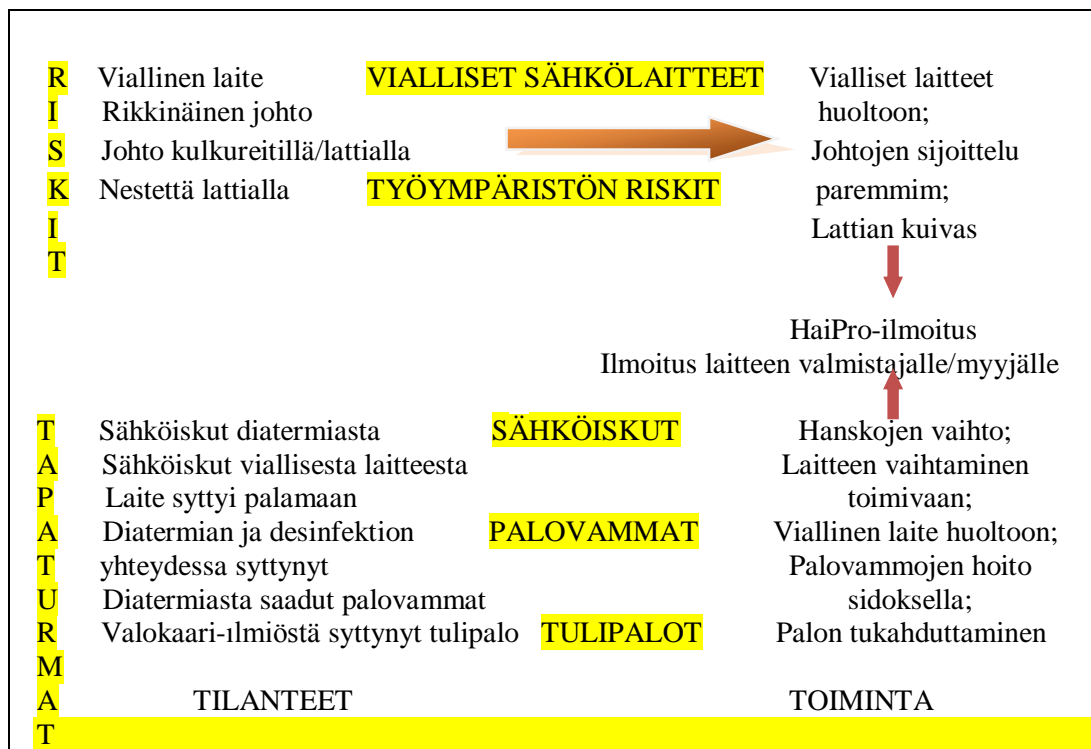 R Viallinen laite VIALLISET SÄHKÖLAITTEET Vialliset laitteet
I Rikkinäinen johto huoltoon;
S Johto kulkureitillä/lattialla Johtojen sijoittelu
K Nestettä lattialla TYÖYMPÄRISTÖN RISKIT paremmim;
I Lattian kuivas
T
HaiPro-ilmoitus
Ilmoitus laitteen valmistajalle/myyjälle
T Sähköiskut diatermiasta SÄHKÖISKUT Hanskojen vaihto;
A Sähköiskut viallisesta laitteesta Laitteen vaihtaminen
P Laite syttyi palamaan toimivaan;
A Diatermian ja desinfektion PALOVAMMAT Viallinen laite huoltoon;
T yhteydessa syttynyt Palovammojen hoito
U Diatermiasta saadut palovammat sidoksella;
R Valokaari-ılmiöstä syttynyt tulipalo TULIPALOT Palon tukahduttaminen
M
A TILANTEET TOIMINTA
T